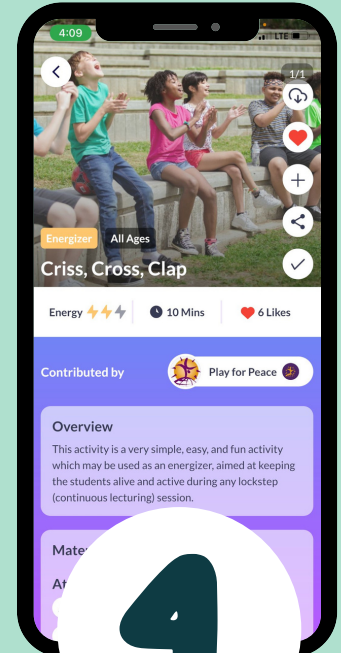 4:09
LTE
1/1
Energizer
All Ages
Criss, Cross, Clap
Energy
10 Mins
6 Likes
Contributed by
Play for Peace
Overview
This activity is a very simple, easy, and fun activity
which may be used as an energizer, aimed at keeping
the students alive and active during any lockstep
(continuous lecturing) session.
4